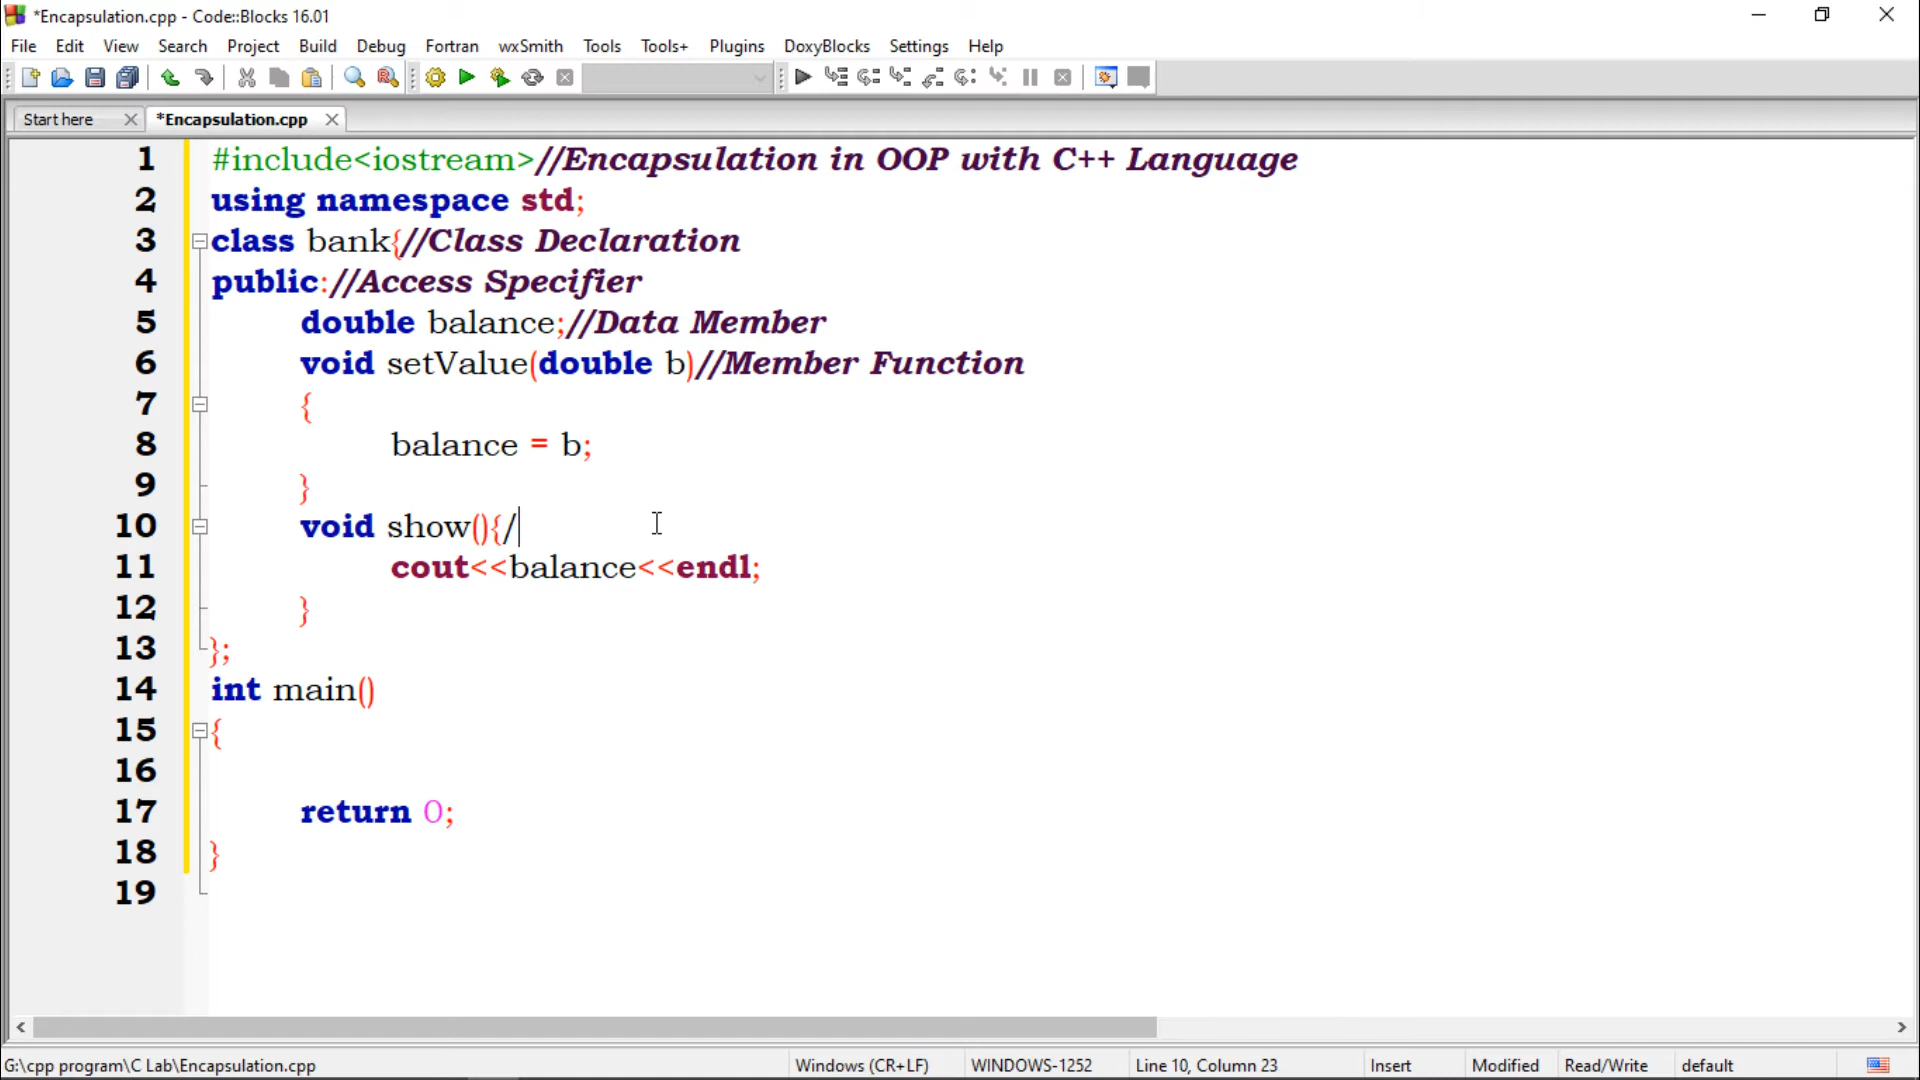 *Encapsulation.cpp - Code::Blocks 16.01
File Edit View Search Project Build Debug Fortran wxSmith Tools Tools+ Plugins DoxyBlocks Settings Help
Start here *Encapsulation.cpp
1 #include<iostream>//Encapsulation in OOP with C++ Language
2 using namespace std;
3 class bank{//Class Declaration
4 public://Access Specifier
5 double balance;//Data Member
6 void setValue(double b)//Member Function
7 {
8 balance = b;
9 }
10 void show(){/
11 cout<<balance<<endl;
12 }
13 };
14 int main()
15 {
16
17 return 0;
18 }
19
G:\cpp program\C Lab\Encapsulation.cpp Windows (CR+LF) WINDOWS-1252 Line 10, Column 23 Insert Modified Read/Write default